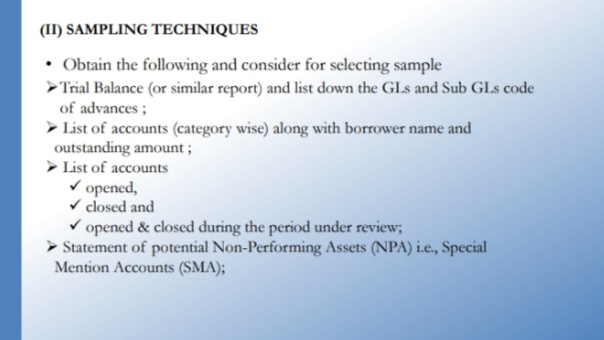 (II) SAMPLING TECHNIQUES
• Obtain the following and consider for selecting sample
➢Trial Balance (or similar report) and list down the GLs and Sub GLs code
of advances ;
➢ List of accounts (category wise) along with borrower name and
outstanding amount ;
➢ List of accounts
✓ opened,
✓ closed and
✓ opened & closed during the period under review;
➢ Statement of potential Non-Performing Assets (NPA) i.e., Special
Mention Accounts (SMA);